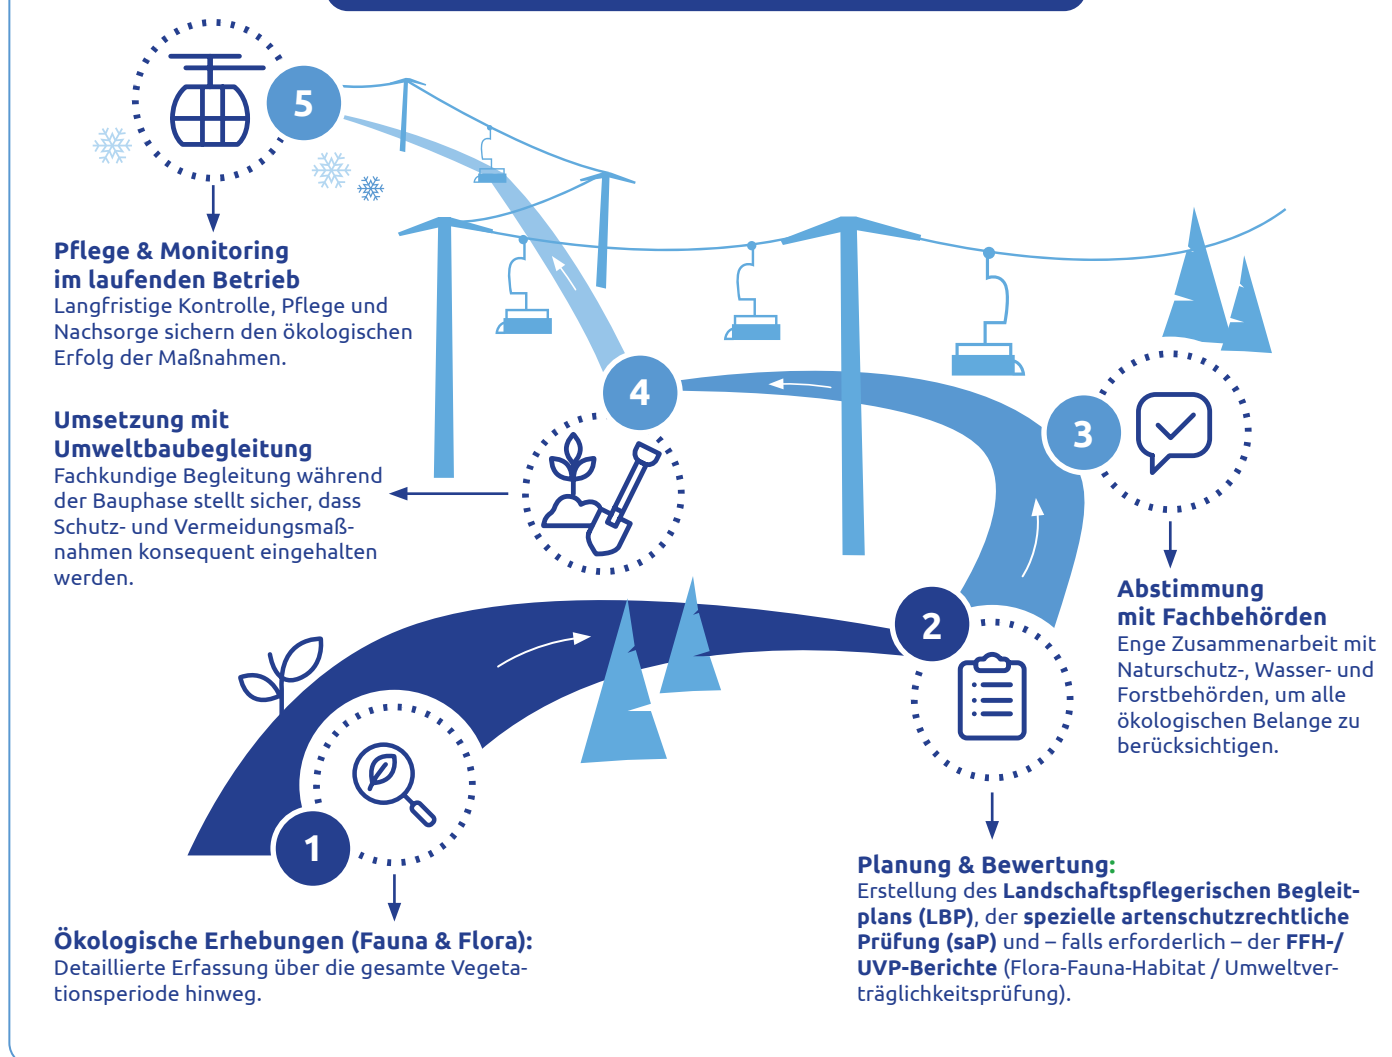 5
Pflege & Monitoring
im laufenden Betrieb
Langfristige Kontrolle, Pflege und
Nachsorge sichern den ökologischen
Erfolg der Maßnahmen.
4
Umsetzung mit
Umweltbaubegleitung
Fachkundige Begleitung während
der Bauphase stellt sicher, dass
Schutz- und Vermeidungsmaß-
nahmen konsequent eingehalten
werden.
3
Abstimmung
mit Fachbehörden
Enge Zusammenarbeit mit
Naturschutz-, Wasser- und
Forstbehörden, um alle
ökologischen Belange zu
berücksichtigen.
2
Planung & Bewertung:
Erstellung des Landschaftspflegerischen Begleit-
plans (LBP), der spezielle artenschutzrechtliche
Prüfung (saP) und – falls erforderlich – der FFH-/
UVP-Berichte (Flora-Fauna-Habitat / Umweltver-
träglichkeitsprüfung).
1
Ökologische Erhebungen (Fauna & Flora):
Detaillierte Erfassung über die gesamte Vegeta-
tionsperiode hinweg.